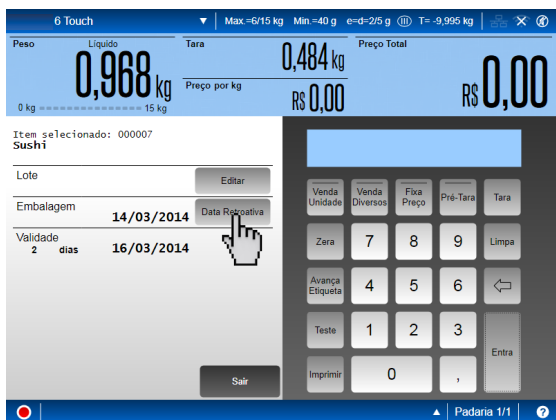 6 Touch ▼ Max.=6/15 kg Min.=40 g e=d=2/5 g III T= -9,995 kg
Peso Líquido Tara Preço Total
0,968 kg 0,484 kg
Preço por kg
R$ 0,00 R$ 0,00
0 kg 15 kg
Item selecionado: 000007
Sushi
Lote Editar
Embalagem 14/03/2014 Data Retroativa
Validade
2 dias 16/03/2014
Sair
Venda Unidade Venda Diversos Fixa Preço Pré-Tara Tara
Zera 7 8 9 Limpa
Avança Etiqueta 4 5 6
Teste 1 2 3
Entra
Imprimir 0 ,
▲ Padaria 1/1 ?